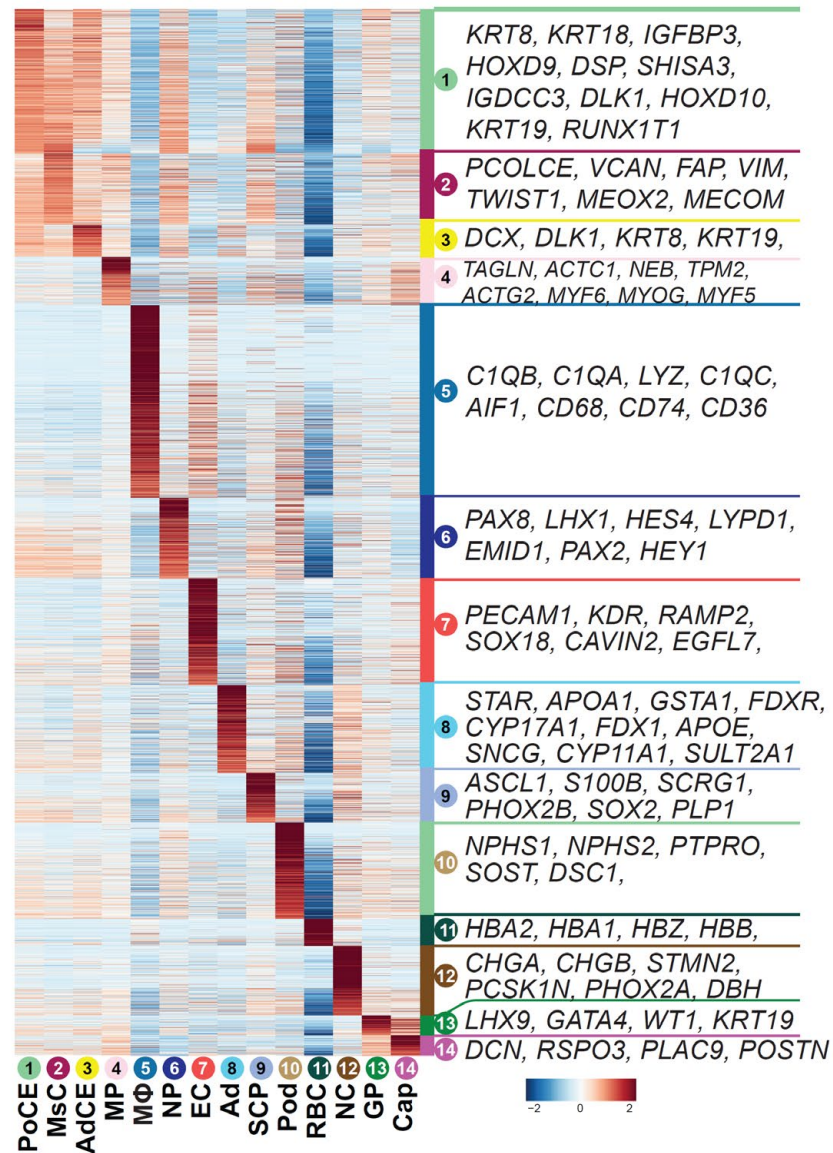 1
KRT8, KRT18, IGFBP3,
HOXD9, DSP, SHISA3,
IGDCC3, DLK1, HOXD10,
KRT19, RUNX1T1
2
PCOLCE, VCAN, FAP, VIM,
TWIST1, MEOX2, MECOM
3
DCX, DLK1, KRT8, KRT19,
4
TAGLN, ACTC1, NEB, TPM2,
ACTG2, MYF6, MYOG, MYF5
5
C1QB, C1QA, LYZ, C1QC,
AIF1, CD68, CD74, CD36
6
PAX8, LHX1, HES4, LYPD1,
EMID1, PAX2, HEY1
7
PECAM1, KDR, RAMP2,
SOX18, CAVIN2, EGFL7,
8
STAR, APOA1, GSTA1, FDXR,
CYP17A1, FDX1, APOE,
SNCG, CYP11A1, SULT2A1
9
ASCL1, S100B, SCRG1,
PHOX2B, SOX2, PLP1
10
NPHS1, NPHS2, PTPRO,
SOST, DSC1,
11
HBA2, HBA1, HBZ, HBB,
12
CHGA, CHGB, STMN2,
PCSK1N, PHOX2A, DBH
13
LHX9, GATA4, WT1, KRT19
14
DCN, RSPO3, PLAC9, POSTN
1 2 3 4 5 6 7 8 9 10 11 12 13 14
PoCE MsC AdCE MP MΦ NP EC Ad SCP Pod RBC NC GP Cap
−2 0 2